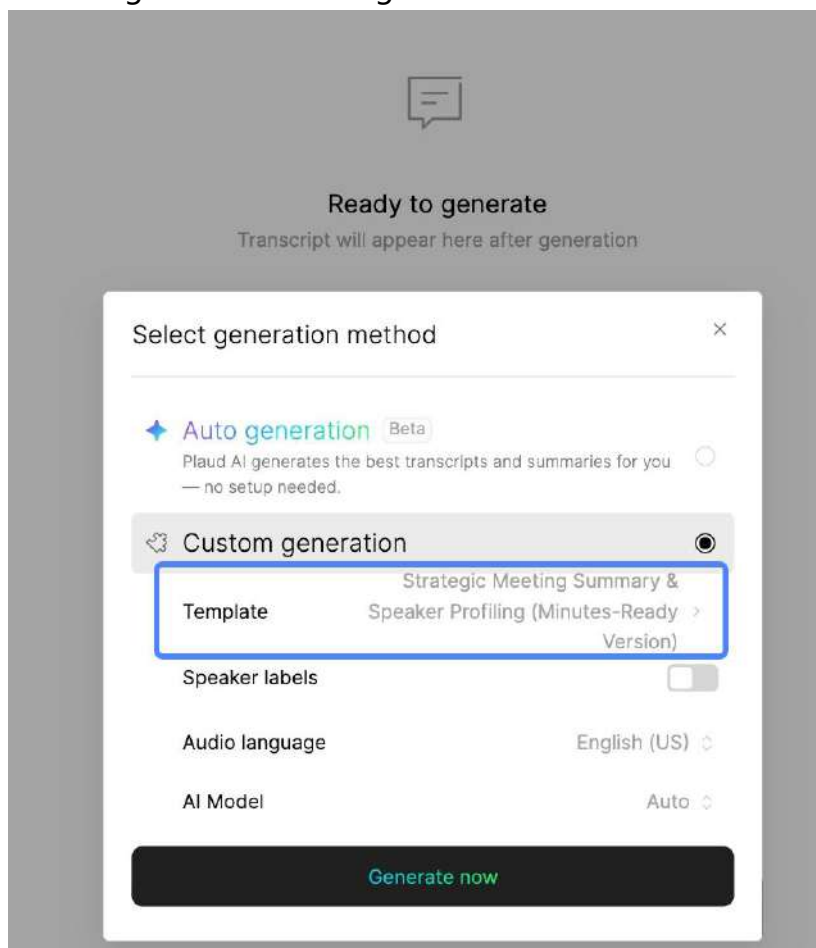 Ready to generate
Transcript will appear here after generation
Select generation method
Auto generation Beta
Plaud AI generates the best transcripts and summaries for you
— no setup needed.
Custom generation
Strategic Meeting Summary &
Template Speaker Profiling (Minutes-Ready
Version)
Speaker labels
Audio language English (US)
AI Model Auto
Generate now